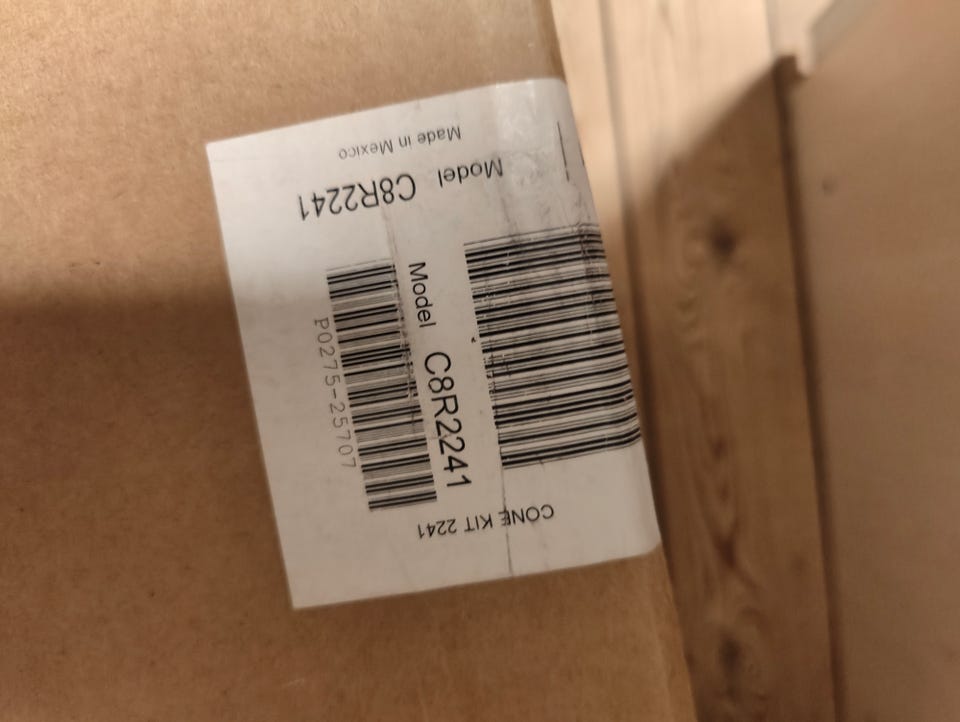 Made in Mexico
Model C8R2241
Model C8R2241
P0275-25707
CONE KIT 2241